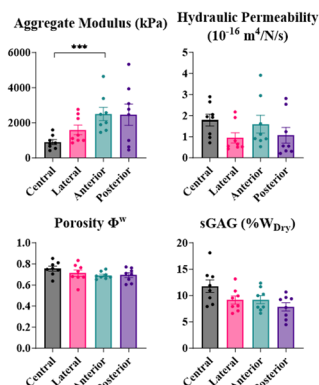 Aggregate Modulus (kPa)
***
6000
4000
2000
0
Central
Lateral
Anterior
Posterior
Hydraulic Permeability
(10⁻¹⁶ m⁴/N/s)
5
4
3
2
1
0
Central
Lateral
Anterior
Posterior
Porosity Φʷ
1.0
0.8
0.6
0.4
0.2
0.0
Central
Lateral
Anterior
Posterior
sGAG (%W_Dry)
20
15
10
5
0
Central
Lateral
Anterior
Posterior